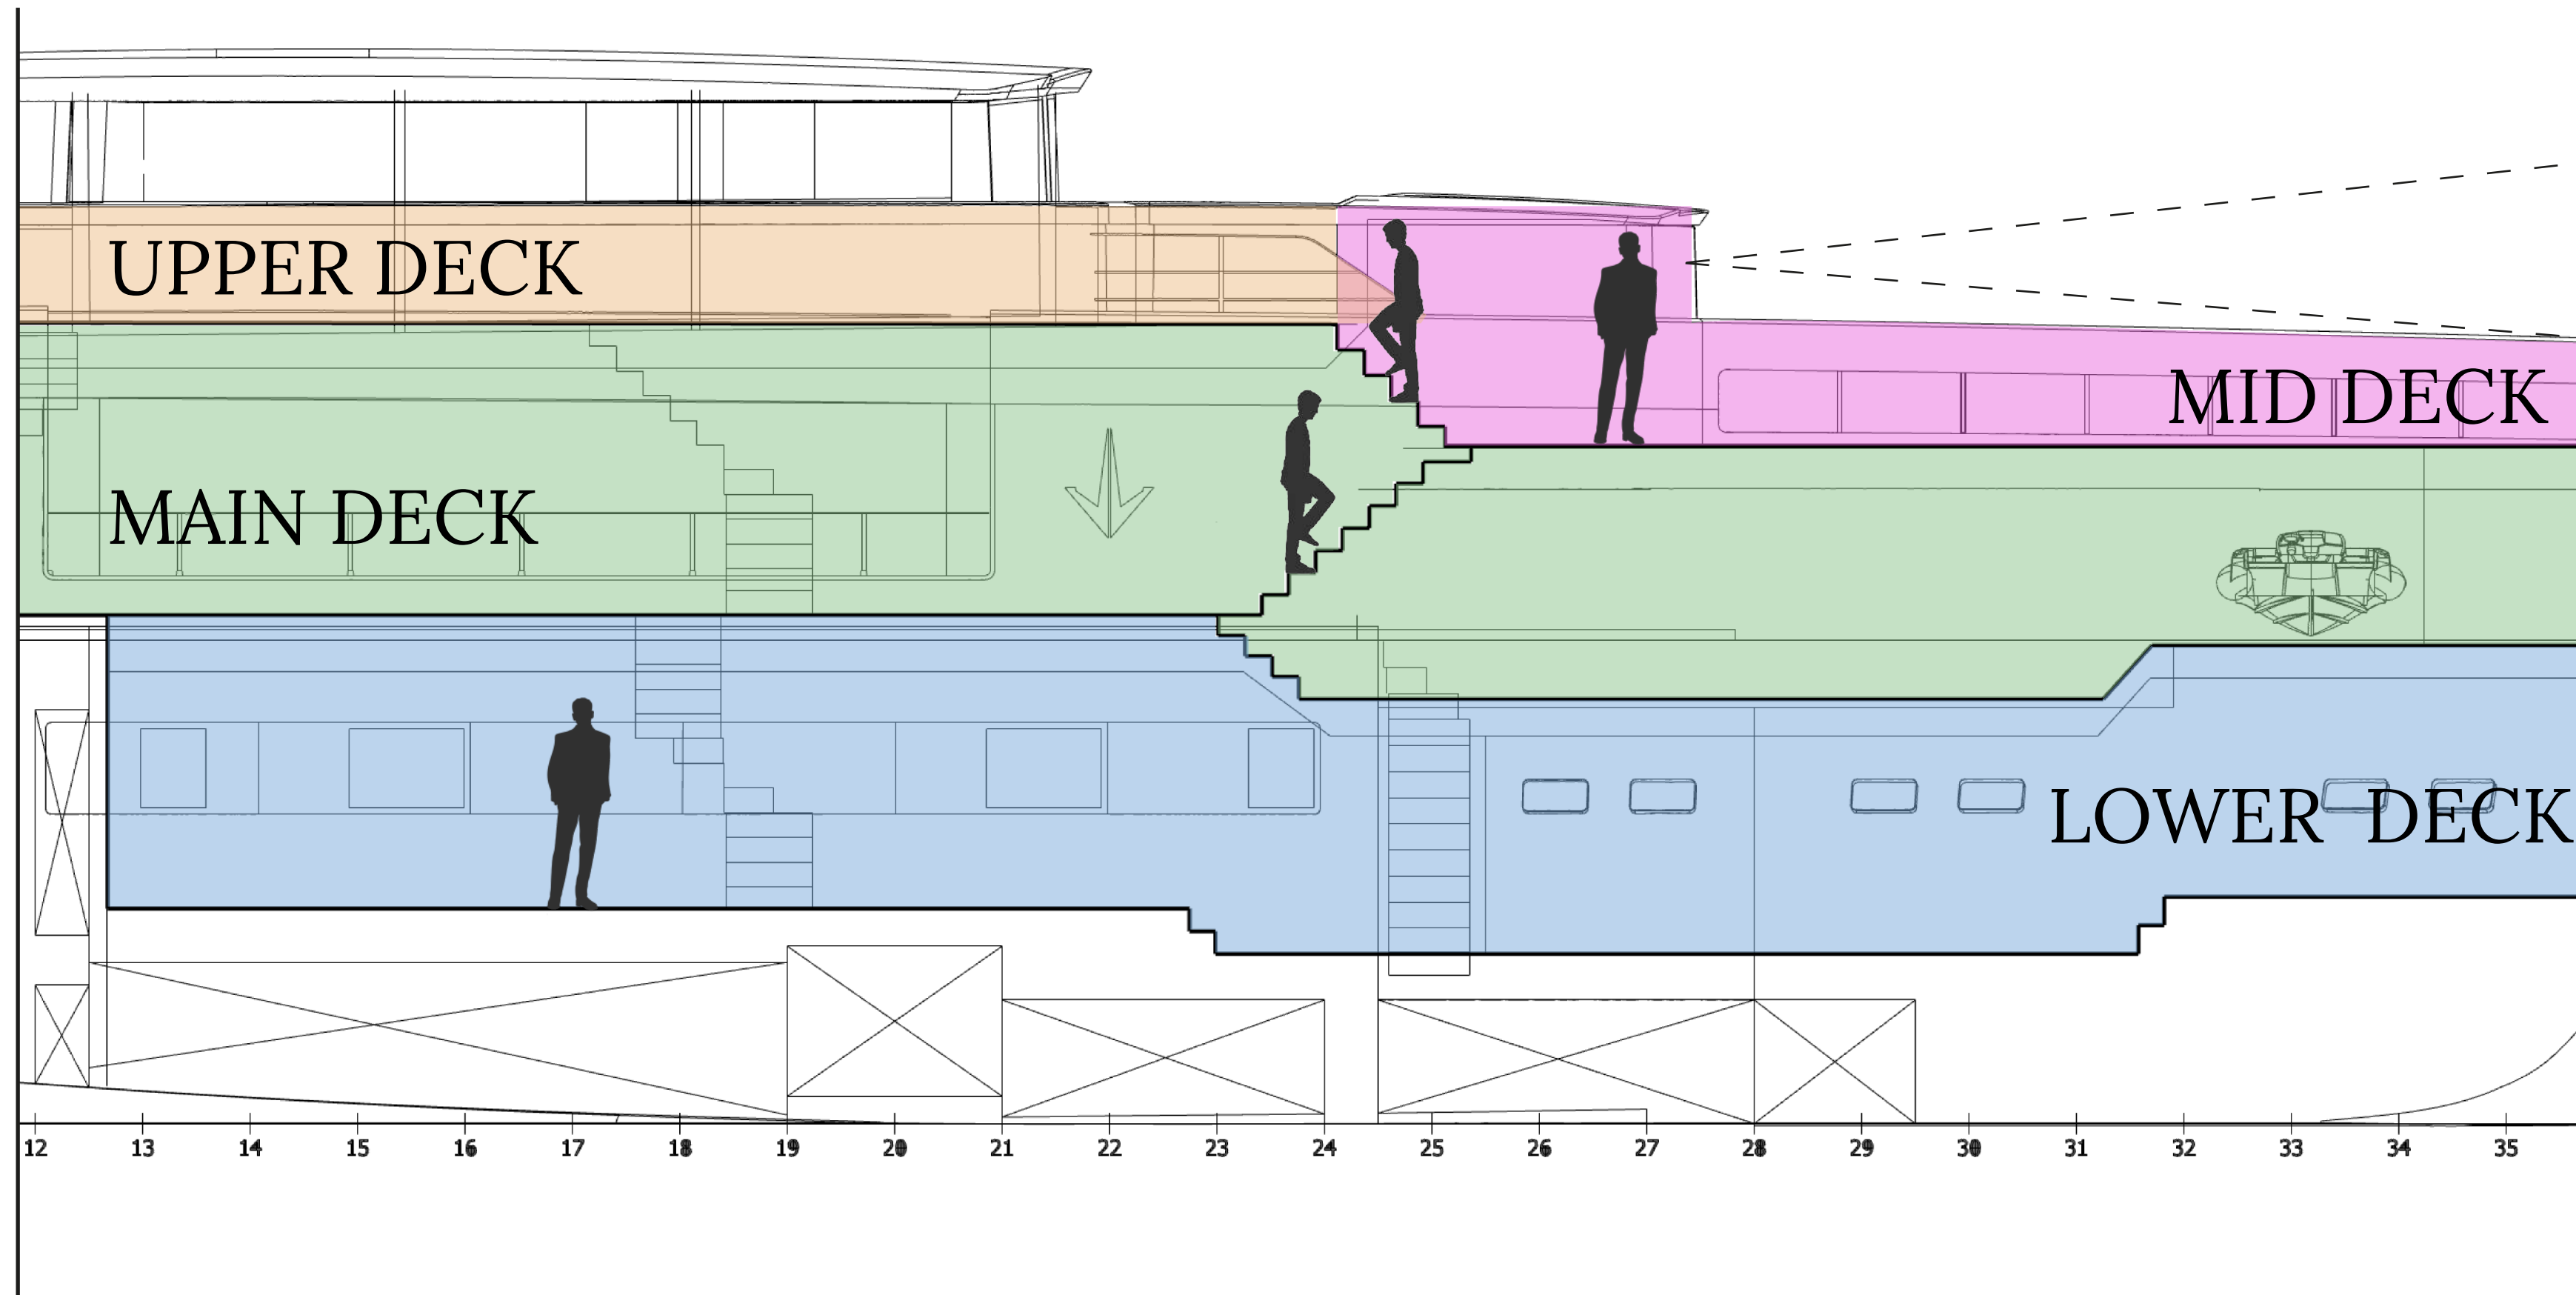 UPPER DECK
MID DECK
MAIN DECK
LOWER DECK
12 13 14 15 16 17 18 19 20 21 22 23 24 25 26 27 28 29 30 31 32 33 34 35